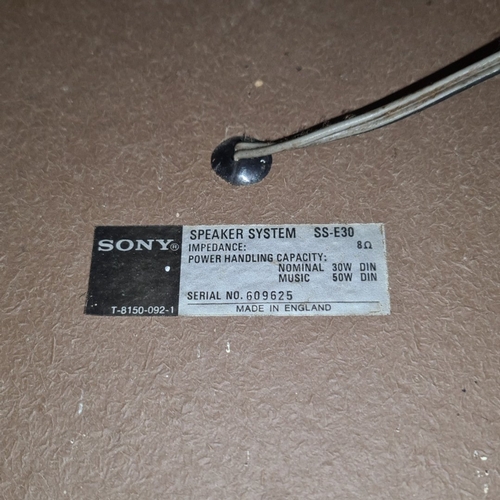 SONY®
T-8150-092-1
SPEAKER SYSTEM SS-E30
IMPEDANCE: 8Ω
POWER HANDLING CAPACITY:
NOMINAL 30W DIN
MUSIC 50W DIN
SERIAL NO. 609625
MADE IN ENGLAND